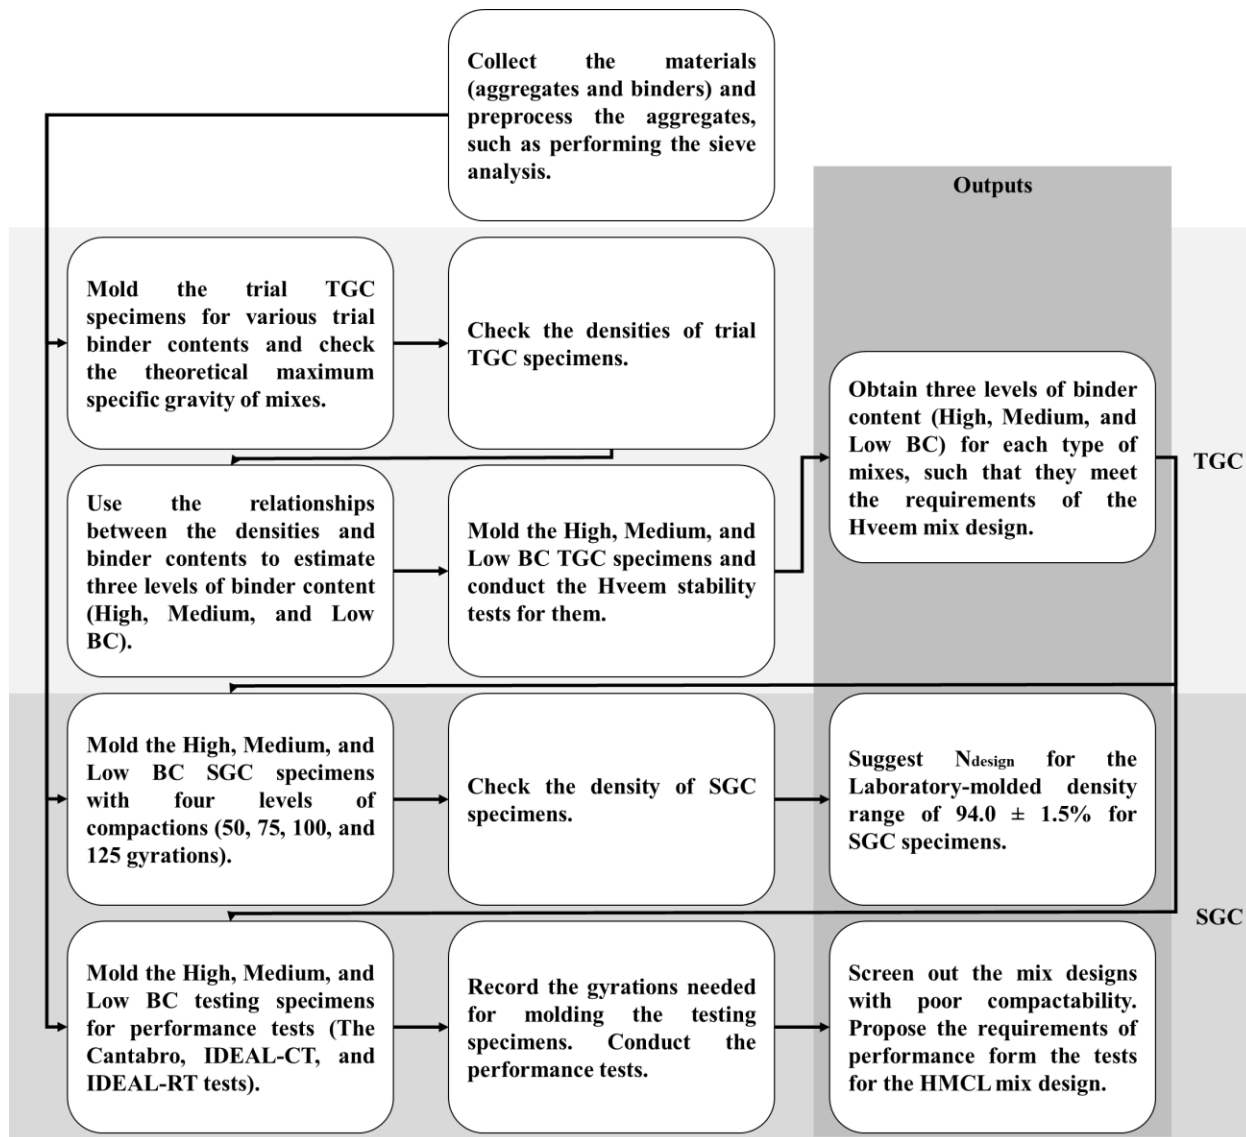 Collect the materials
(aggregates and binders) and
preprocess the aggregates,
such as performing the sieve
analysis.
Outputs
Mold the trial TGC
specimens for various trial
binder contents and check
the theoretical maximum
specific gravity of mixes.
Check the densities of trial
TGC specimens.
Obtain three levels of binder
content (High, Medium, and
Low BC) for each type of
mixes, such that they meet
the requirements of the
Hveem mix design.
TGC
Use the relationships
between the densities and
binder contents to estimate
three levels of binder content
(High, Medium, and Low
BC).
Mold the High, Medium, and
Low BC TGC specimens and
conduct the Hveem stability
tests for them.
Mold the High, Medium, and
Low BC SGC specimens
with four levels of
compactions (50, 75, 100, and
125 gyrations).
Check the density of SGC
specimens.
Suggest Ndesign for the
Laboratory-molded density
range of 94.0 ± 1.5% for
SGC specimens.
SGC
Mold the High, Medium, and
Low BC testing specimens
for performance tests (The
Cantabro, IDEAL-CT, and
IDEAL-RT tests).
Record the gyrations needed
for molding the testing
specimens. Conduct the
performance tests.
Screen out the mix designs
with poor compactability.
Propose the requirements of
performance form the tests
for the HMCL mix design.